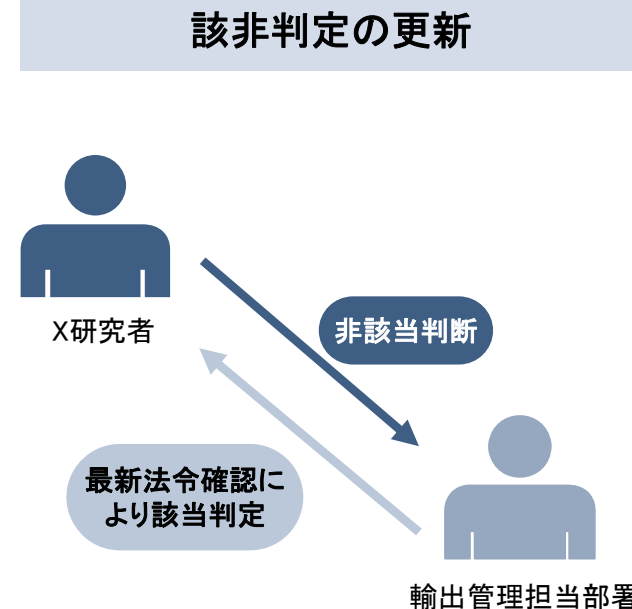 該非判定の更新
X研究者
非該当判断
最新法令確認に
より該当判定
輸出管理担当部署